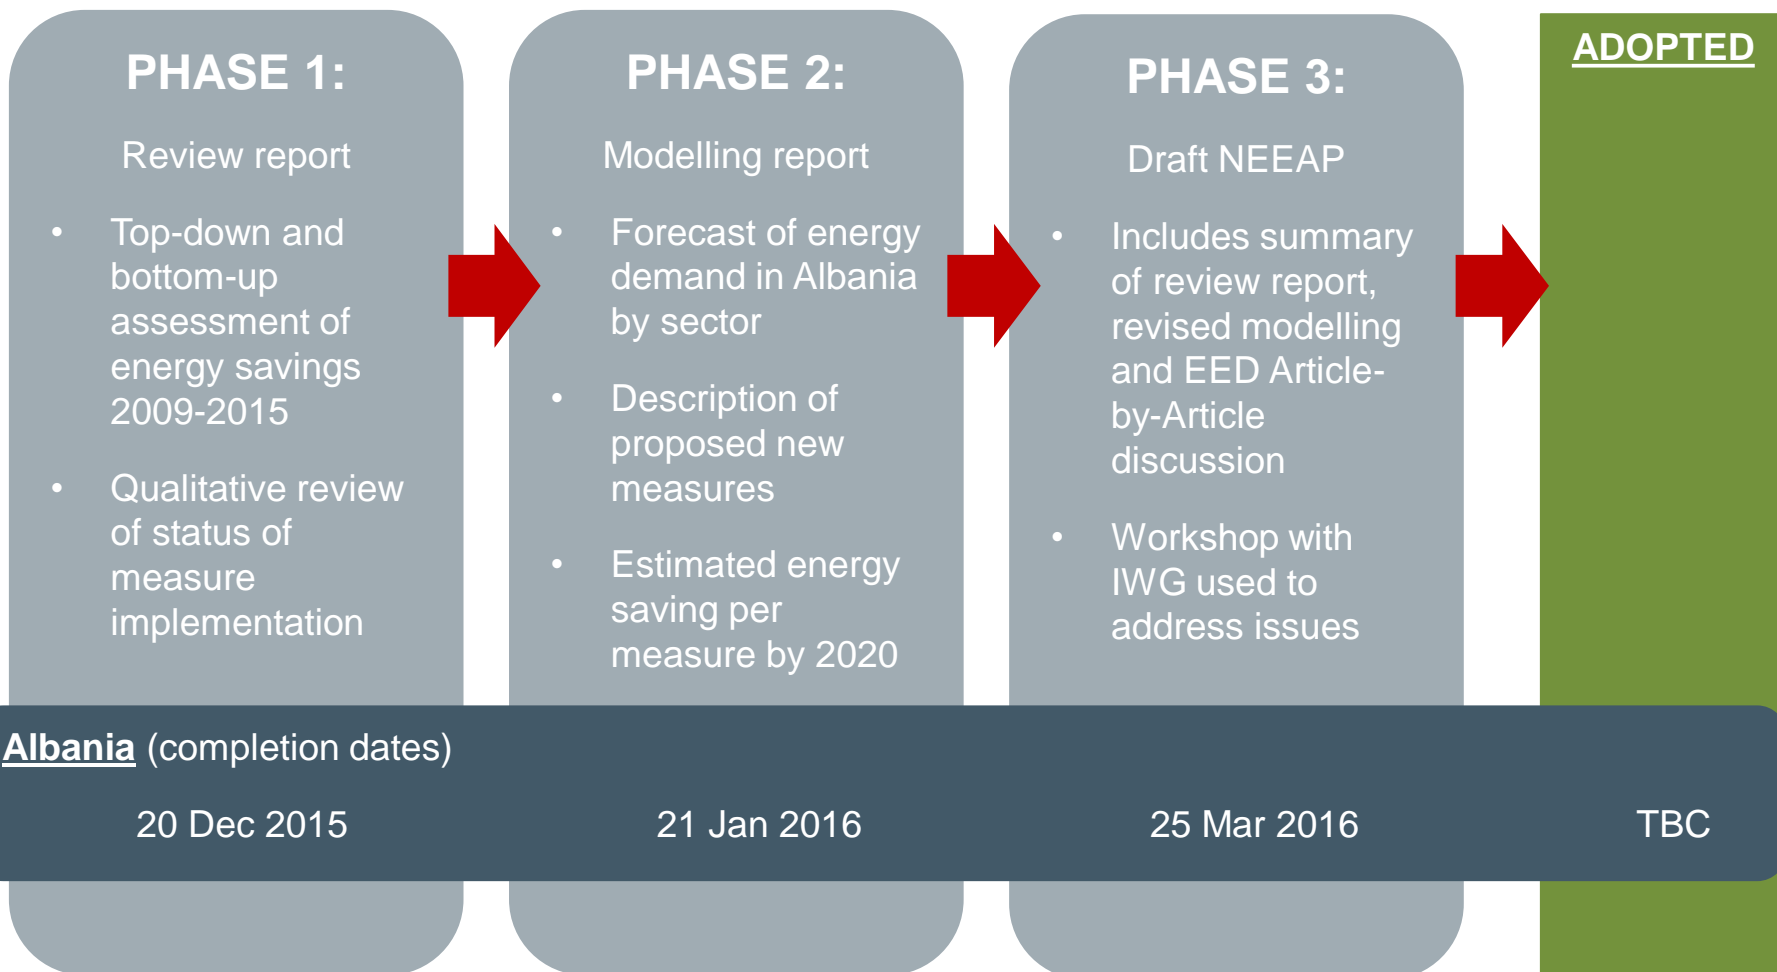 PHASE 1:
Review report
• Top-down and
bottom-up
assessment of
energy savings
2009-2015
• Qualitative review
of status of
measure
implementation
PHASE 2:
Modelling report
• Forecast of energy
demand in Albania
by sector
• Description of
proposed new
measures
• Estimated energy
saving per
measure by 2020
PHASE 3:
Draft NEEAP
• Includes summary
of review report,
revised modelling
and EED Article-
by-Article
discussion
• Workshop with
IWG used to
address issues
ADOPTED
Albania (completion dates)
20 Dec 2015
21 Jan 2016
25 Mar 2016
TBC